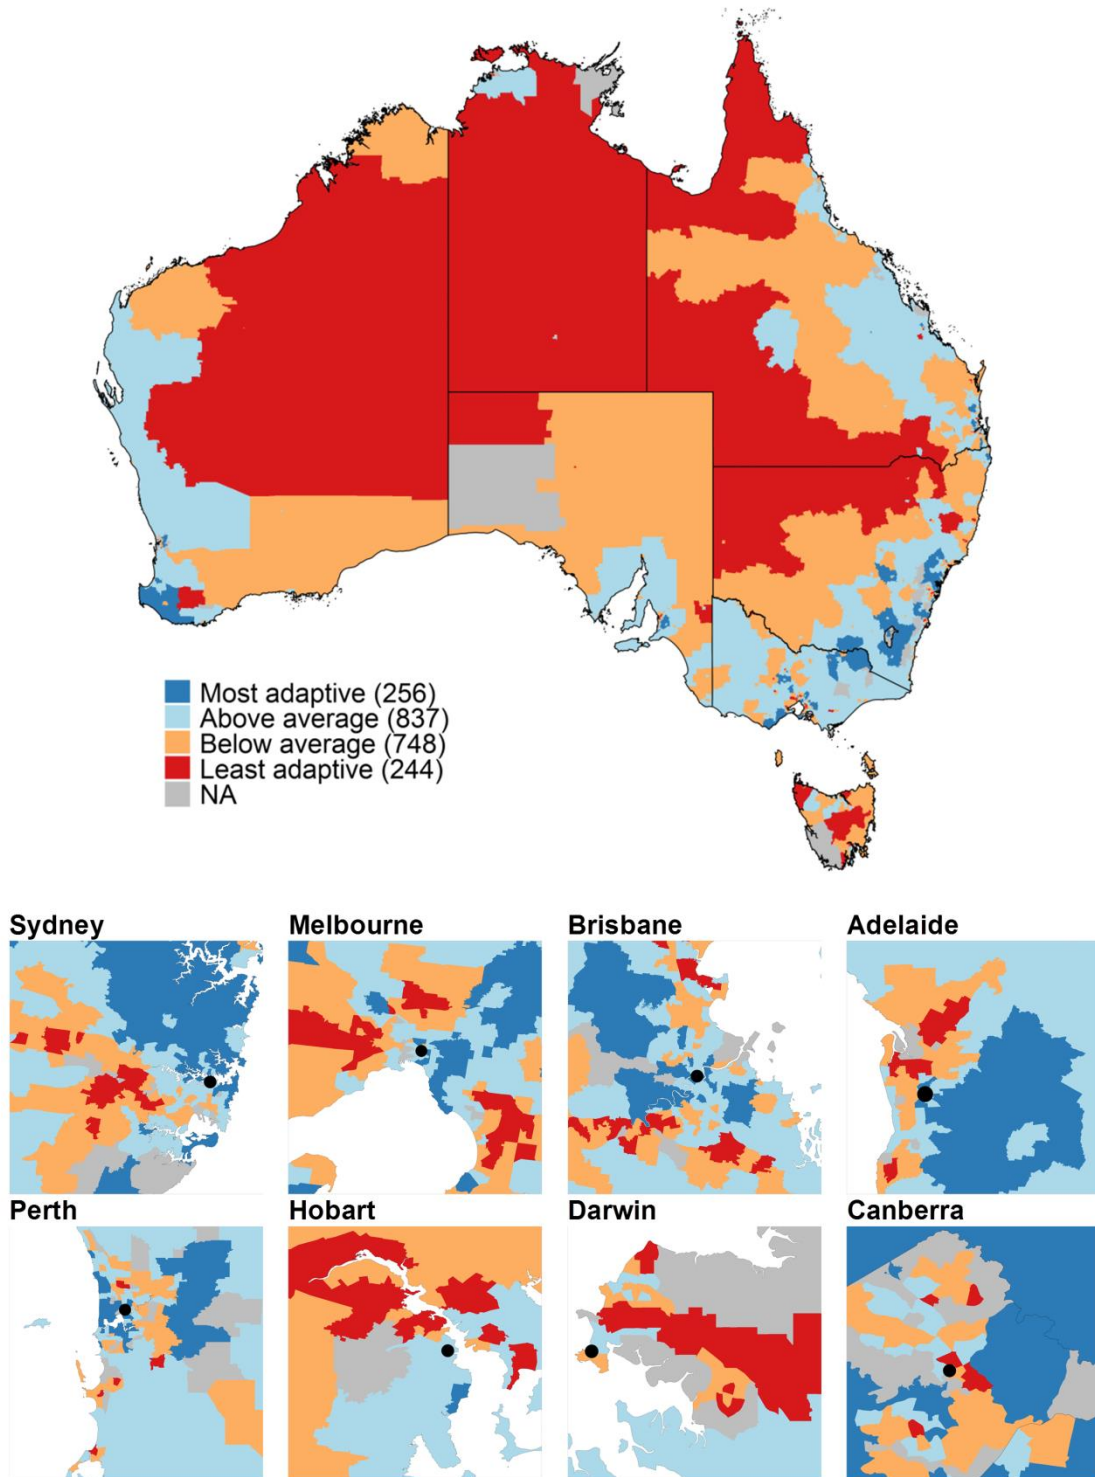 Most adaptive (256)
Above average (837)
Below average (748)
Least adaptive (244)
NA
Sydney
Melbourne
Brisbane
Adelaide
Perth
Hobart
Darwin
Canberra